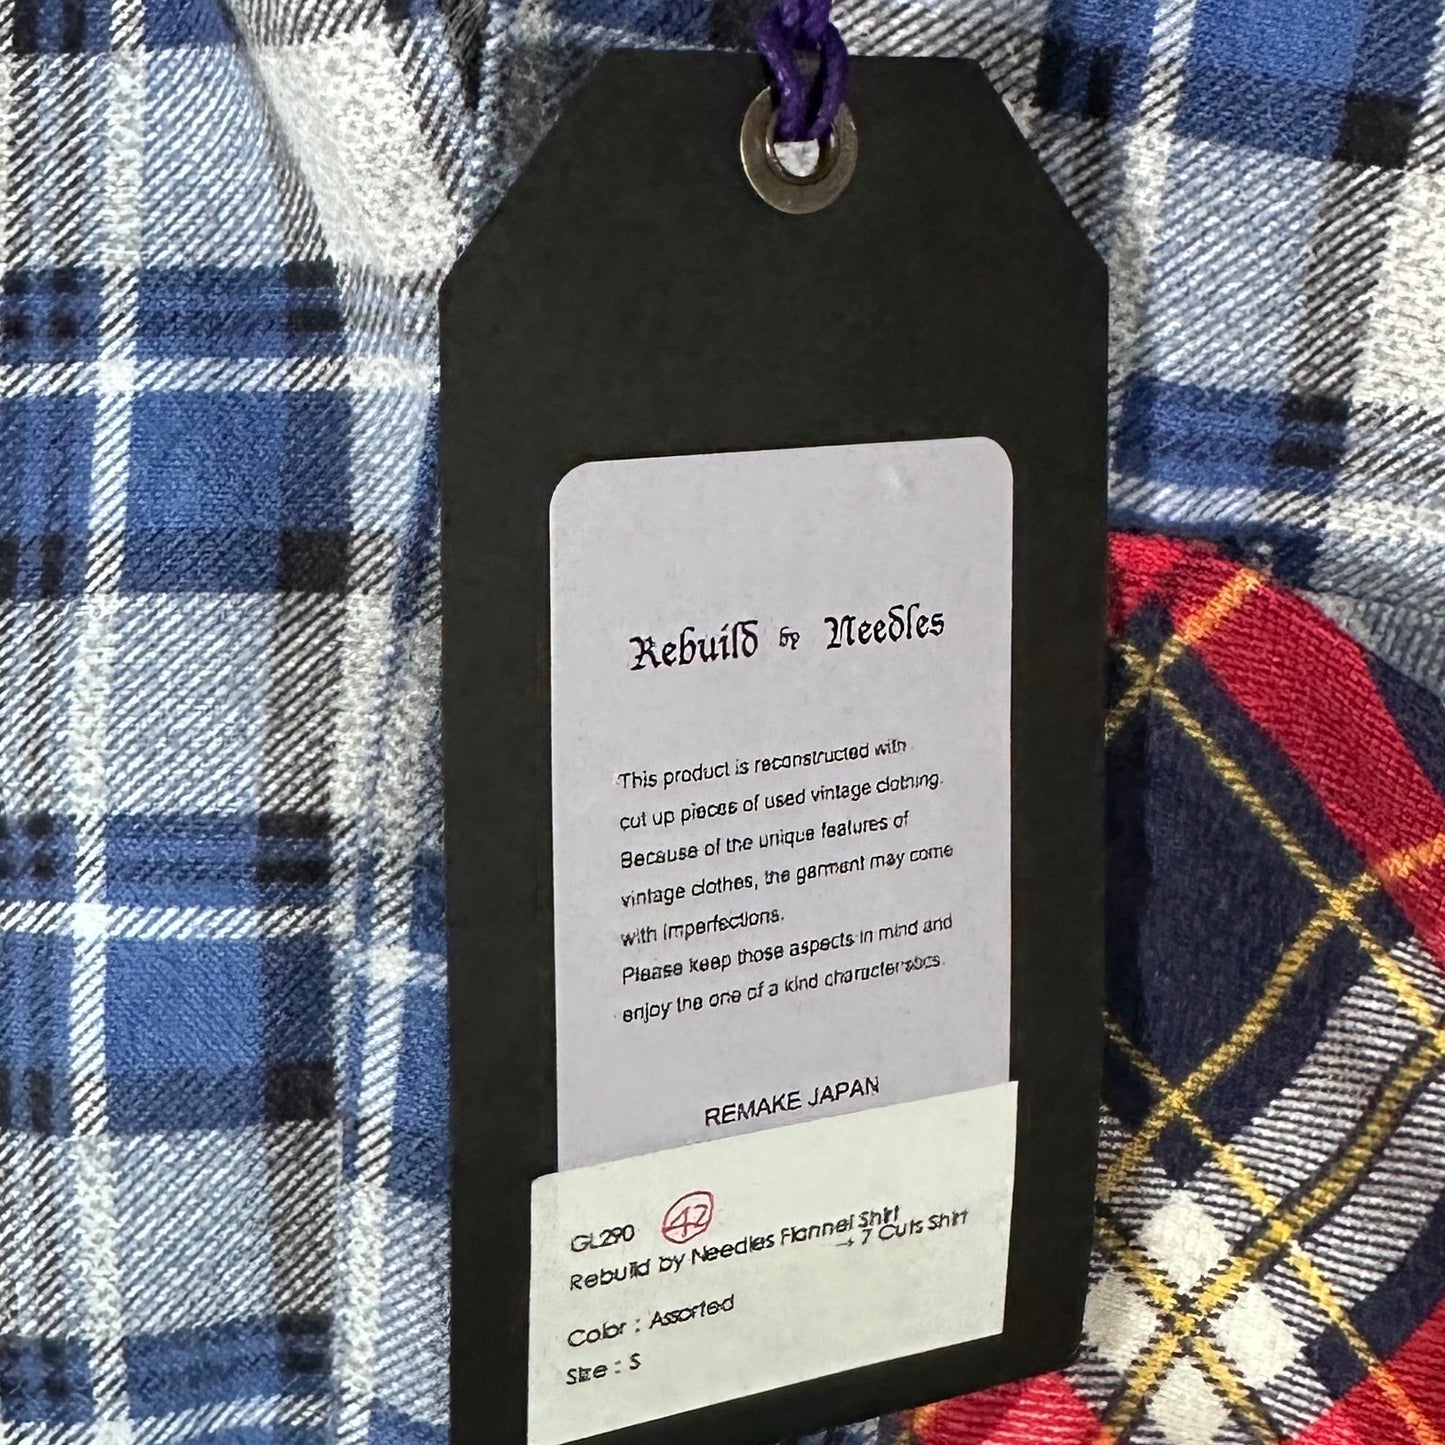 Rebuild by Needles
This product is reconstructed with
cut up pieces of used vintage clothing.
Because of the unique features of
vintage clothes, the garment may come
with imperfections.
Please keep those aspects in mind and
enjoy the one of a kind characteristics.
REMAKE JAPAN
GL290 42
Rebuild by Needles Flannel Shirt
→ 7 Cuts Shirt
Color : Assorted
Size : S